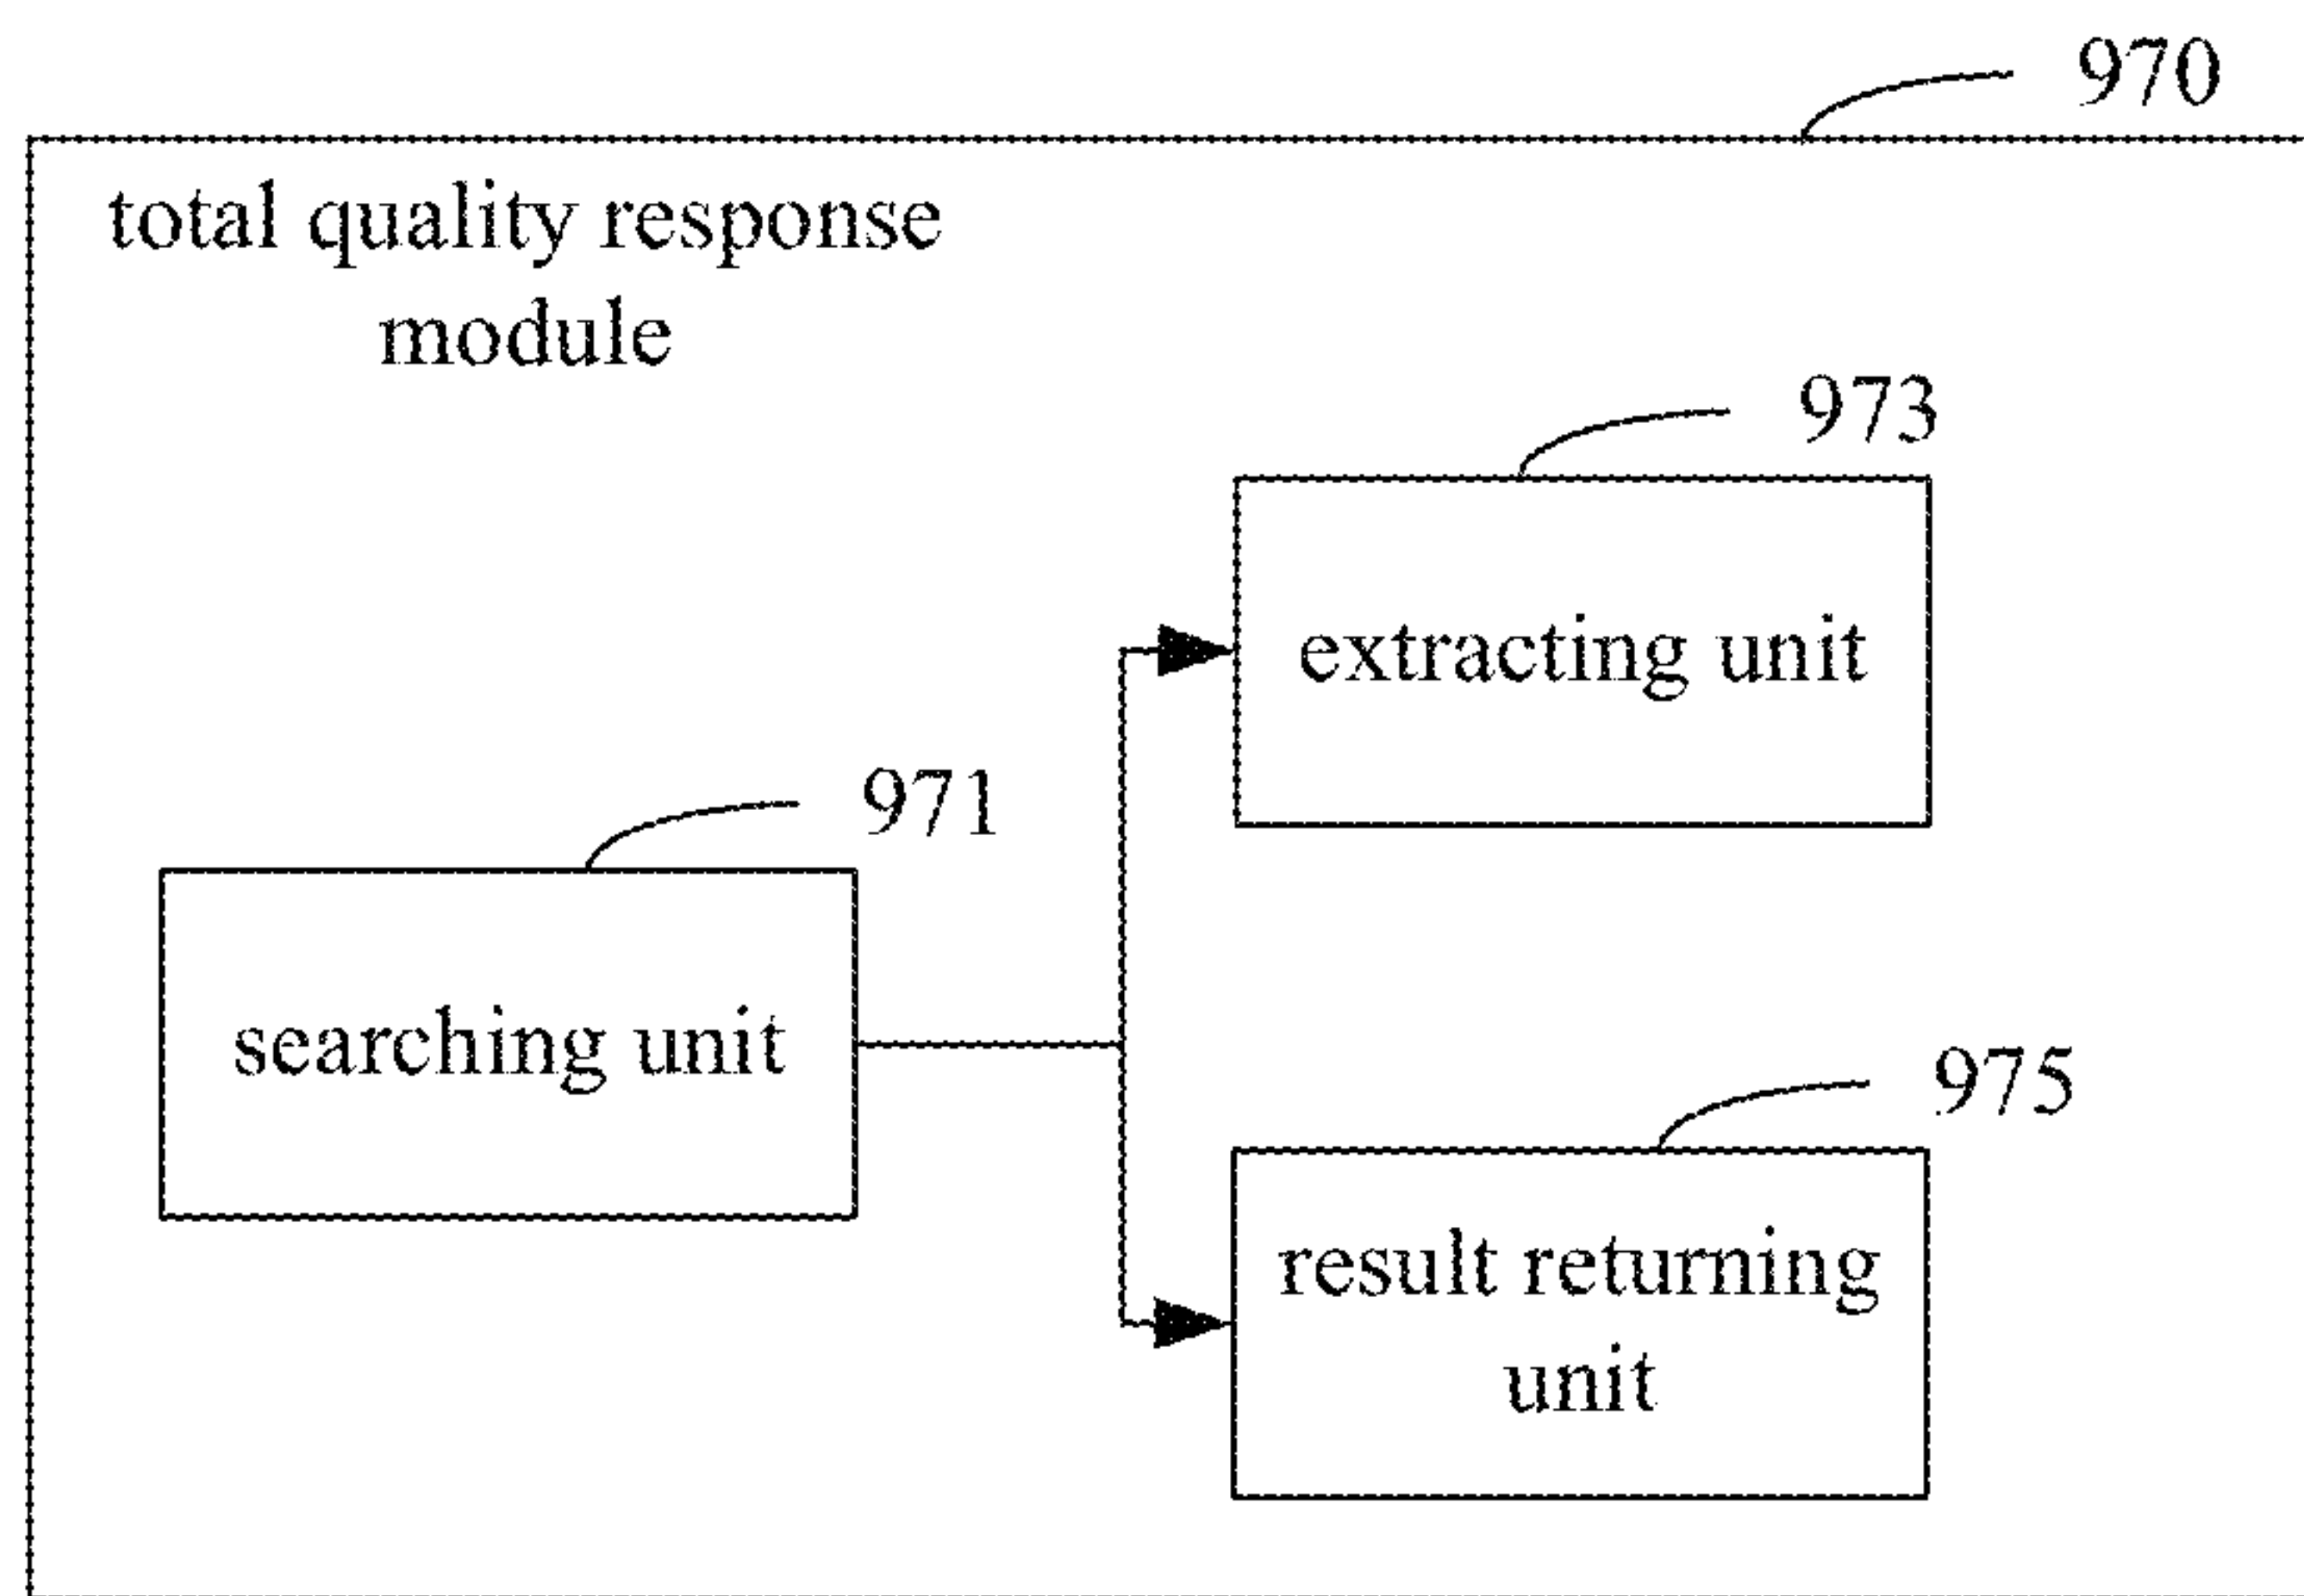 970
total quality response
module
973
extracting unit
971
searching unit
975
result returning
unit